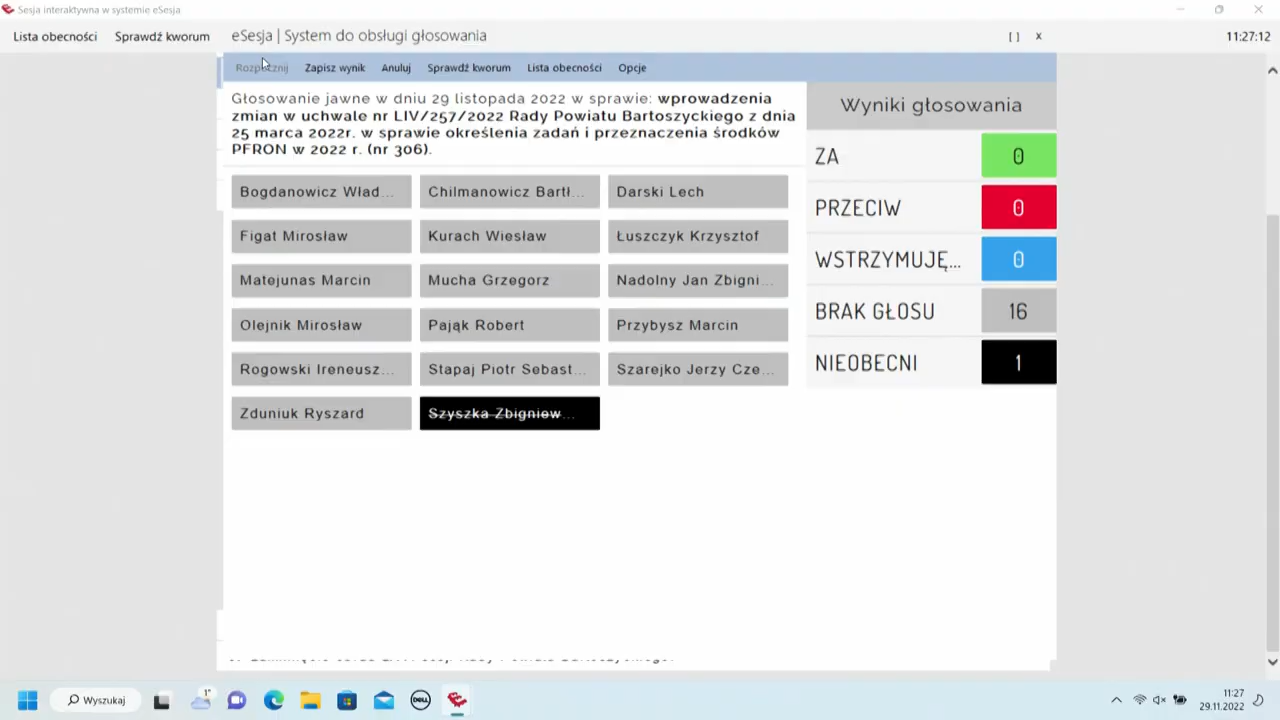 Sesja interaktywna w systemie eSesja
Lista obecności Sprawdź kworum eSesja | System do obsługi głosowania [ ] x 11:27:12
Rozpocznij Zapisz wynik Anuluj Sprawdź kworum Lista obecności Opcje
Głosowanie jawne w dniu 29 listopada 2022 w sprawie: wprowadzenia
zmian w uchwale nr LIV/257/2022 Rady Powiatu Bartoszyckiego z dnia
25 marca 2022r. w sprawie określenia zadań i przeznaczenia środków
PFRON w 2022 r. (nr 306).
Bogdanowicz Wład... Chilmanowicz Bartł... Darski Lech
Figat Mirosław Kurach Wiesław Łuszczyk Krzysztof
Matejunas Marcin Mucha Grzegorz Nadolny Jan Zbigni...
Olejnik Mirosław Pająk Robert Przybysz Marcin
Rogowski Ireneusz... Stapaj Piotr Sebast... Szarejko Jerzy Cze...
Zduniuk Ryszard Szyszka Zbigniew...
Wyniki głosowania
ZA 0
PRZECIW 0
WSTRZYMUJĘ... 0
BRAK GŁOSU 16
NIEOBECNI 1
Wyszukaj 1° DELL 11:27
29.11.2022